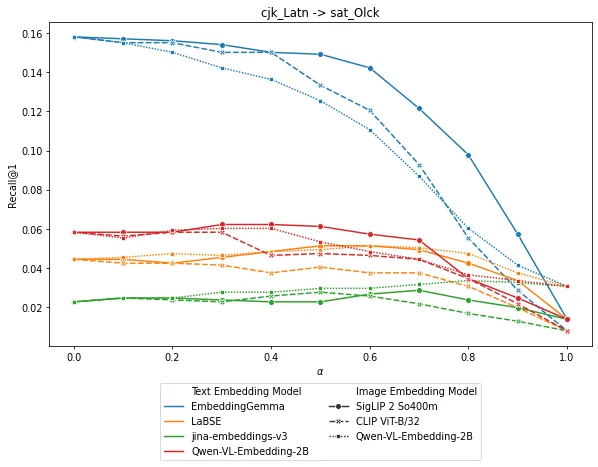 cjk_Latn -> sat_Olck
Recall@1
0.16
0.14
0.12
0.10
0.08
0.06
0.04
0.02
0.0 0.2 0.4 0.6 0.8 1.0
α
Text Embedding Model Image Embedding Model
EmbeddingGemma SigLIP 2 So400m
LaBSE CLIP ViT-B/32
jina-embeddings-v3 Qwen-VL-Embedding-2B
Qwen-VL-Embedding-2B